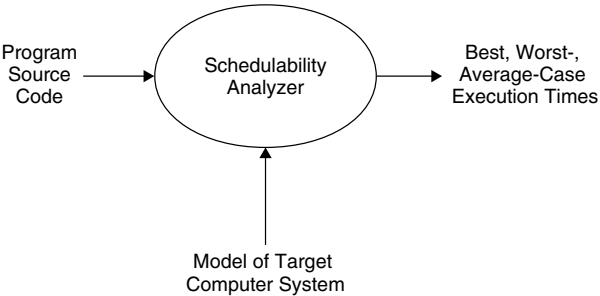 Program
Source
Code
Schedulability
Analyzer
Best, Worst-,
Average-Case
Execution Times
Model of Target
Computer System